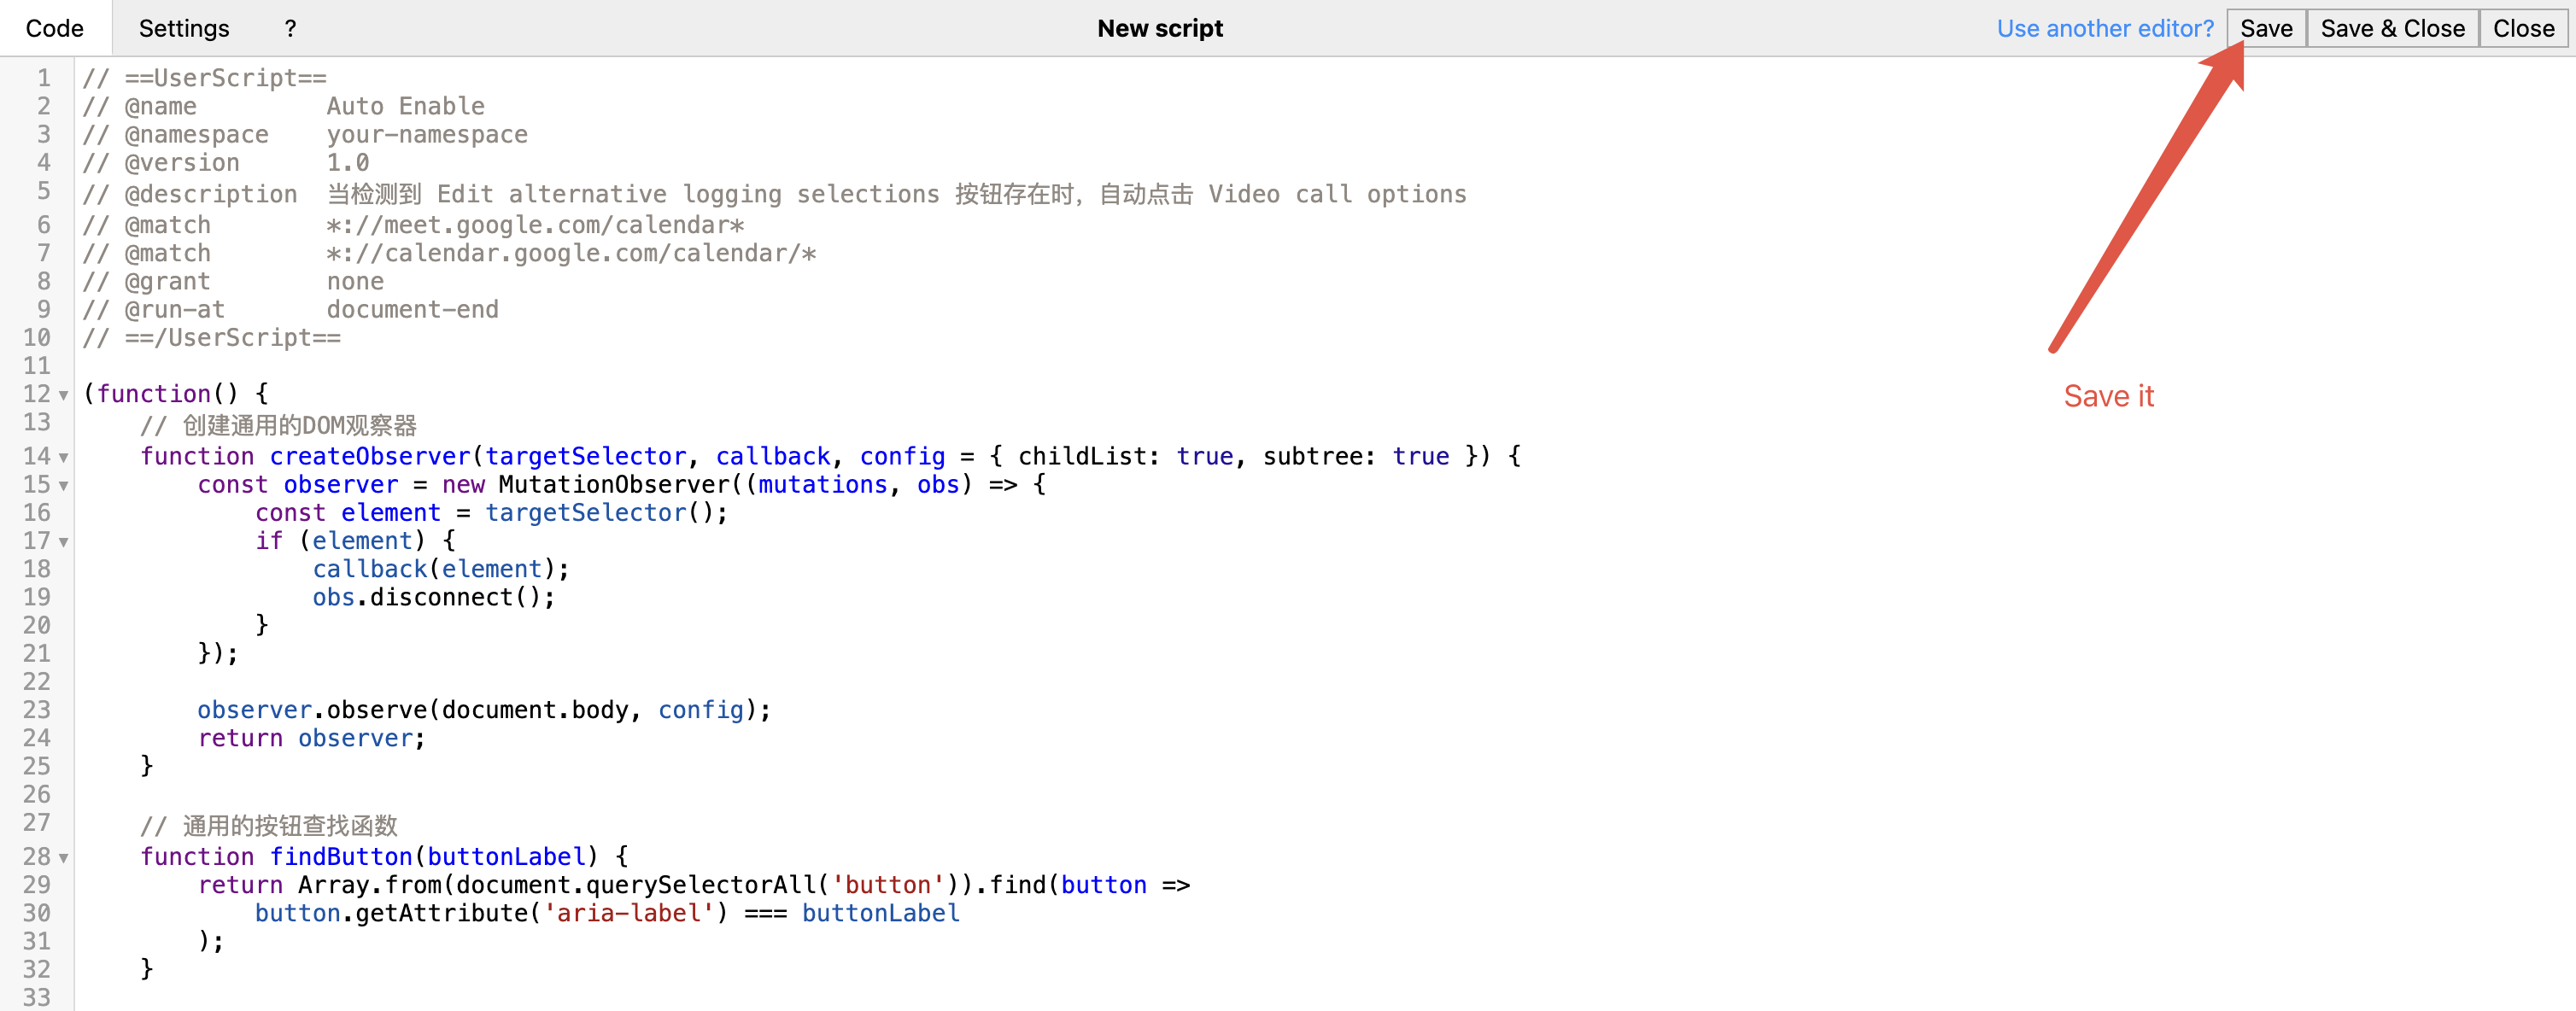 Code Settings ? New script Use another editor? Save Save & Close Close
1 // ==UserScript==
2 // @name         Auto Enable
3 // @namespace    your-namespace
4 // @version      1.0
5 // @description  当检测到 Edit alternative logging selections 按钮存在时，自动点击 Video call options
6 // @match        *://meet.google.com/calendar*
7 // @match        *://calendar.google.com/calendar/*
8 // @grant        none
9 // @run-at       document-end
10 // ==/UserScript==
11
12 (function() {
Save it
13     // 创建通用的DOM观察器
14     function createObserver(targetSelector, callback, config = { childList: true, subtree: true }) {
15         const observer = new MutationObserver((mutations, obs) => {
16             const element = targetSelector();
17             if (element) {
18                 callback(element);
19                 obs.disconnect();
20             }
21         });
22
23         observer.observe(document.body, config);
24         return observer;
25     }
26
27     // 通用的按钮查找函数
28     function findButton(buttonLabel) {
29         return Array.from(document.querySelectorAll('button')).find(button =>
30             button.getAttribute('aria-label') === buttonLabel
31         );
32     }
33